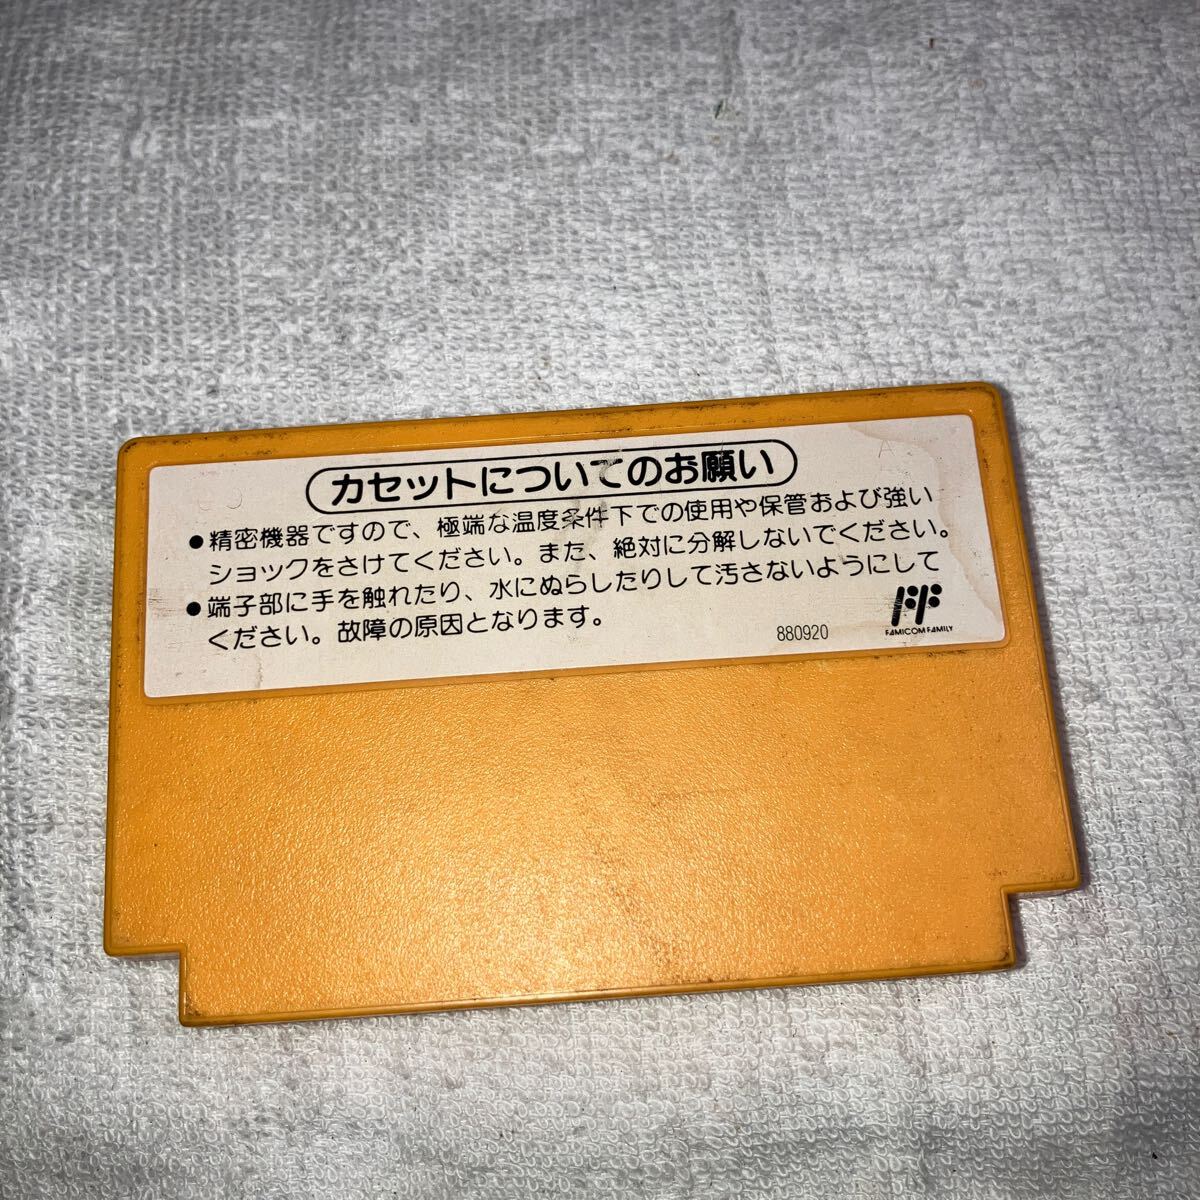 カセットについてのお願い
●精密機器ですので、極端な温度条件下での使用や保管および強い
ショックをさけてください。また、絶対に分解しないでください。
●端子部に手を触れたり、水にぬらしたりして汚さないようにして
ください。故障の原因となります。
880920
FAMICOM FAMILY